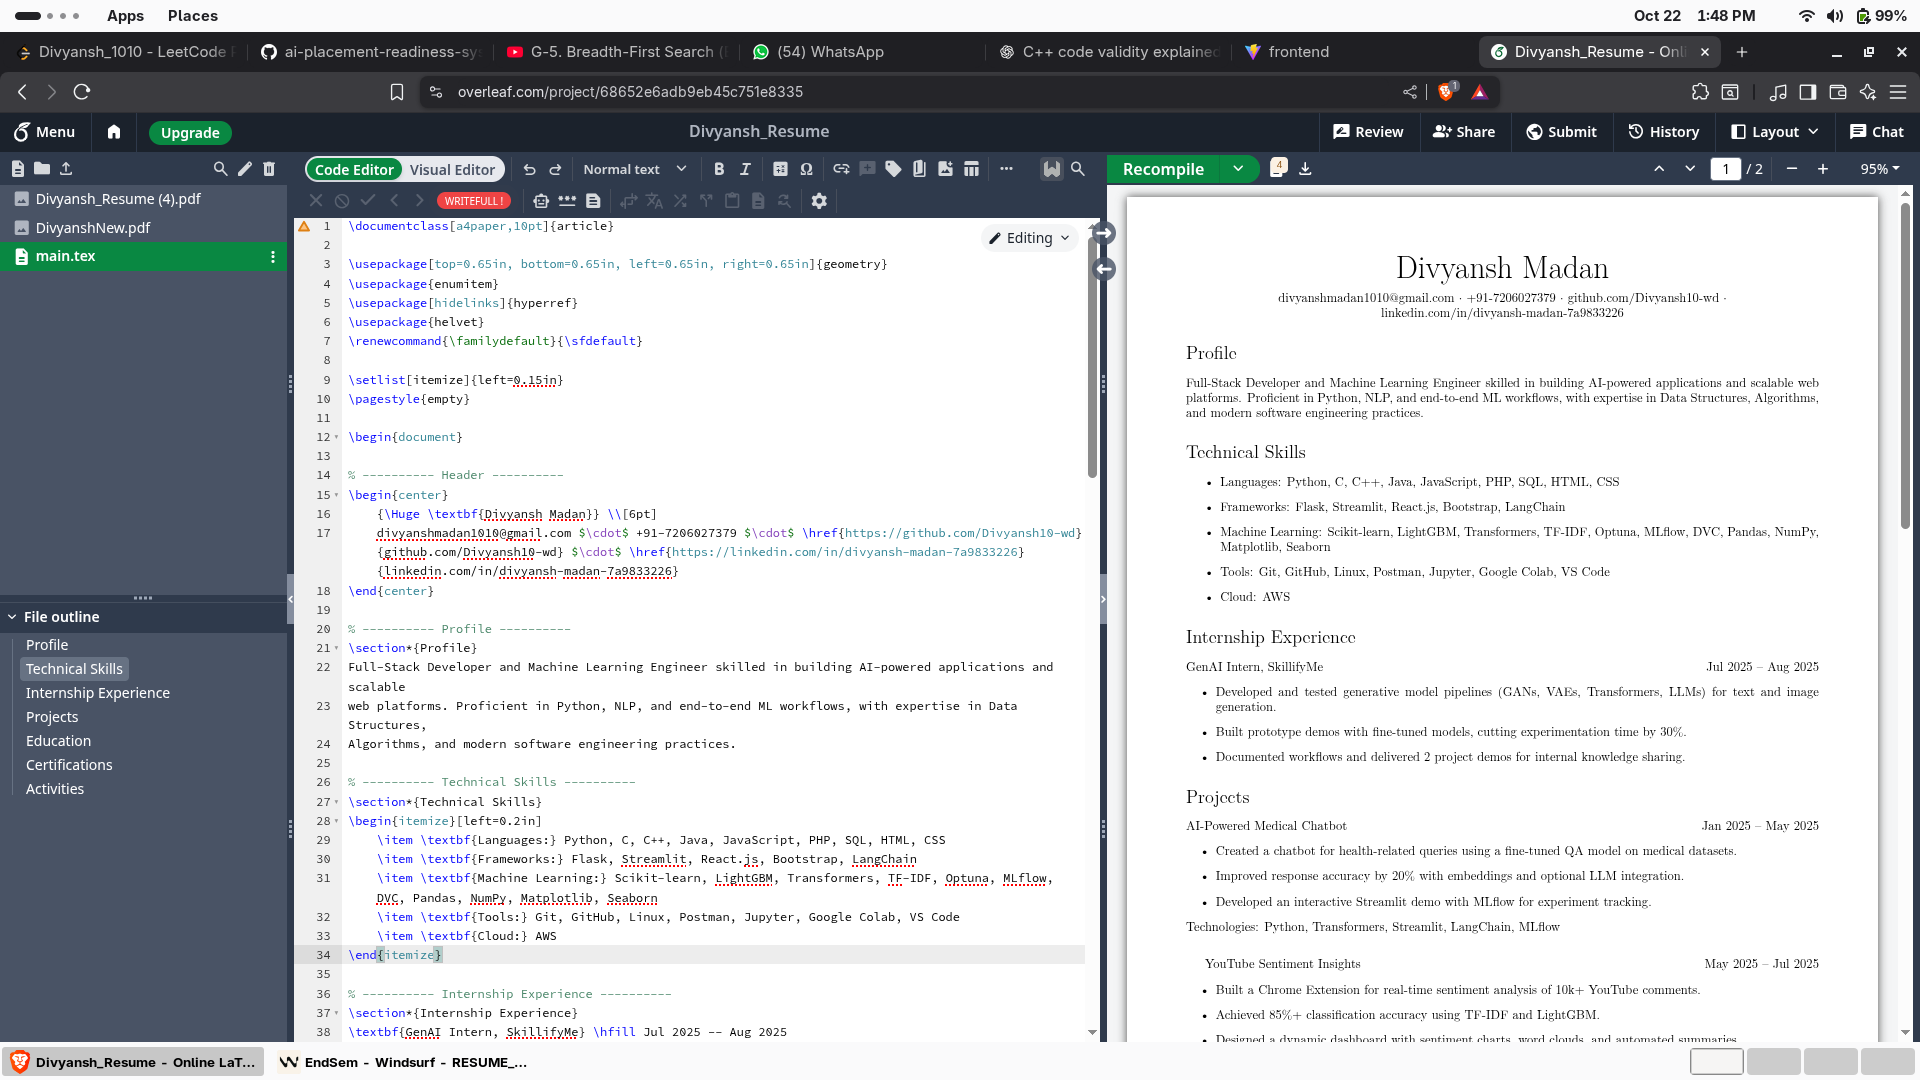 Apps Places Oct 22 1:48 PM 99%
Divyansh_1010 - LeetCode ai-placement-readiness-sys G-5. Breadth-First Search ( (54) WhatsApp C++ code validity explained frontend Divyansh_Resume - Onli
overleaf.com/project/68652e6adb9eb45c751e8335 1
Menu Upgrade Divyansh_Resume Review Share Submit History Layout Chat
Code Editor Visual Editor Normal text Recompile 4 1 / 2 95%
WRITEFULL !
Divyansh_Resume (4).pdf
DivyanshNew.pdf
main.tex
File outline
Profile
Technical Skills
Internship Experience
Projects
Education
Certifications
Activities
Editing
1 \documentclass[a4paper,10pt]{article}
2
3 \usepackage[top=0.65in, bottom=0.65in, left=0.65in, right=0.65in]{geometry}
4 \usepackage{enumitem}
5 \usepackage[hidelinks]{hyperref}
6 \usepackage{helvet}
7 \renewcommand{\familydefault}{\sfdefault}
8
9 \setlist[itemize]{left=0.15in}
10 \pagestyle{empty}
11
12 \begin{document}
13
14 % ---------- Header ----------
15 \begin{center}
16 {\Huge \textbf{Divyansh Madan}} \\[6pt]
17 divyanshmadan1010@gmail.com $\cdot$ +91-7206027379 $\cdot$ \href{https://github.com/Divyansh10-wd}
{github.com/Divyansh10-wd} $\cdot$ \href{https://linkedin.com/in/divyansh-madan-7a9833226}
{linkedin.com/in/divyansh-madan-7a9833226}
18 \end{center}
19
20 % ---------- Profile ----------
21 \section*{Profile}
22 Full-Stack Developer and Machine Learning Engineer skilled in building AI-powered applications and
scalable
23 web platforms. Proficient in Python, NLP, and end-to-end ML workflows, with expertise in Data
Structures,
24 Algorithms, and modern software engineering practices.
25
26 % ---------- Technical Skills ----------
27 \section*{Technical Skills}
28 \begin{itemize}[left=0.2in]
29 \item \textbf{Languages:} Python, C, C++, Java, JavaScript, PHP, SQL, HTML, CSS
30 \item \textbf{Frameworks:} Flask, Streamlit, React.js, Bootstrap, LangChain
31 \item \textbf{Machine Learning:} Scikit-learn, LightGBM, Transformers, TF-IDF, Optuna, MLflow,
DVC, Pandas, NumPy, Matplotlib, Seaborn
32 \item \textbf{Tools:} Git, GitHub, Linux, Postman, Jupyter, Google Colab, VS Code
33 \item \textbf{Cloud:} AWS
34 \end{itemize}
35
36 % ---------- Internship Experience ----------
37 \section*{Internship Experience}
38 \textbf{GenAI Intern, SkillifyMe} \hfill Jul 2025 -- Aug 2025
Divyansh Madan
divyanshmadan1010@gmail.com · +91-7206027379 · github.com/Divyansh10-wd ·
linkedin.com/in/divyansh-madan-7a9833226
Profile
Full-Stack Developer and Machine Learning Engineer skilled in building AI-powered applications and scalable web
platforms. Proficient in Python, NLP, and end-to-end ML workflows, with expertise in Data Structures, Algorithms,
and modern software engineering practices.
Technical Skills
• Languages: Python, C, C++, Java, JavaScript, PHP, SQL, HTML, CSS
• Frameworks: Flask, Streamlit, React.js, Bootstrap, LangChain
• Machine Learning: Scikit-learn, LightGBM, Transformers, TF-IDF, Optuna, MLflow, DVC, Pandas, NumPy,
Matplotlib, Seaborn
• Tools: Git, GitHub, Linux, Postman, Jupyter, Google Colab, VS Code
• Cloud: AWS
Internship Experience
GenAI Intern, SkillifyMe Jul 2025 – Aug 2025
• Developed and tested generative model pipelines (GANs, VAEs, Transformers, LLMs) for text and image
generation.
• Built prototype demos with fine-tuned models, cutting experimentation time by 30%.
• Documented workflows and delivered 2 project demos for internal knowledge sharing.
Projects
AI-Powered Medical Chatbot Jan 2025 – May 2025
• Created a chatbot for health-related queries using a fine-tuned QA model on medical datasets.
• Improved response accuracy by 20% with embeddings and optional LLM integration.
• Developed an interactive Streamlit demo with MLflow for experiment tracking.
Technologies: Python, Transformers, Streamlit, LangChain, MLflow
YouTube Sentiment Insights May 2025 – Jul 2025
• Built a Chrome Extension for real-time sentiment analysis of 10k+ YouTube comments.
• Achieved 85%+ classification accuracy using TF-IDF and LightGBM.
• Designed a dynamic dashboard with sentiment charts, word clouds, and automated summaries.
Divyansh_Resume - Online LaT... EndSem - Windsurf - RESUME_...